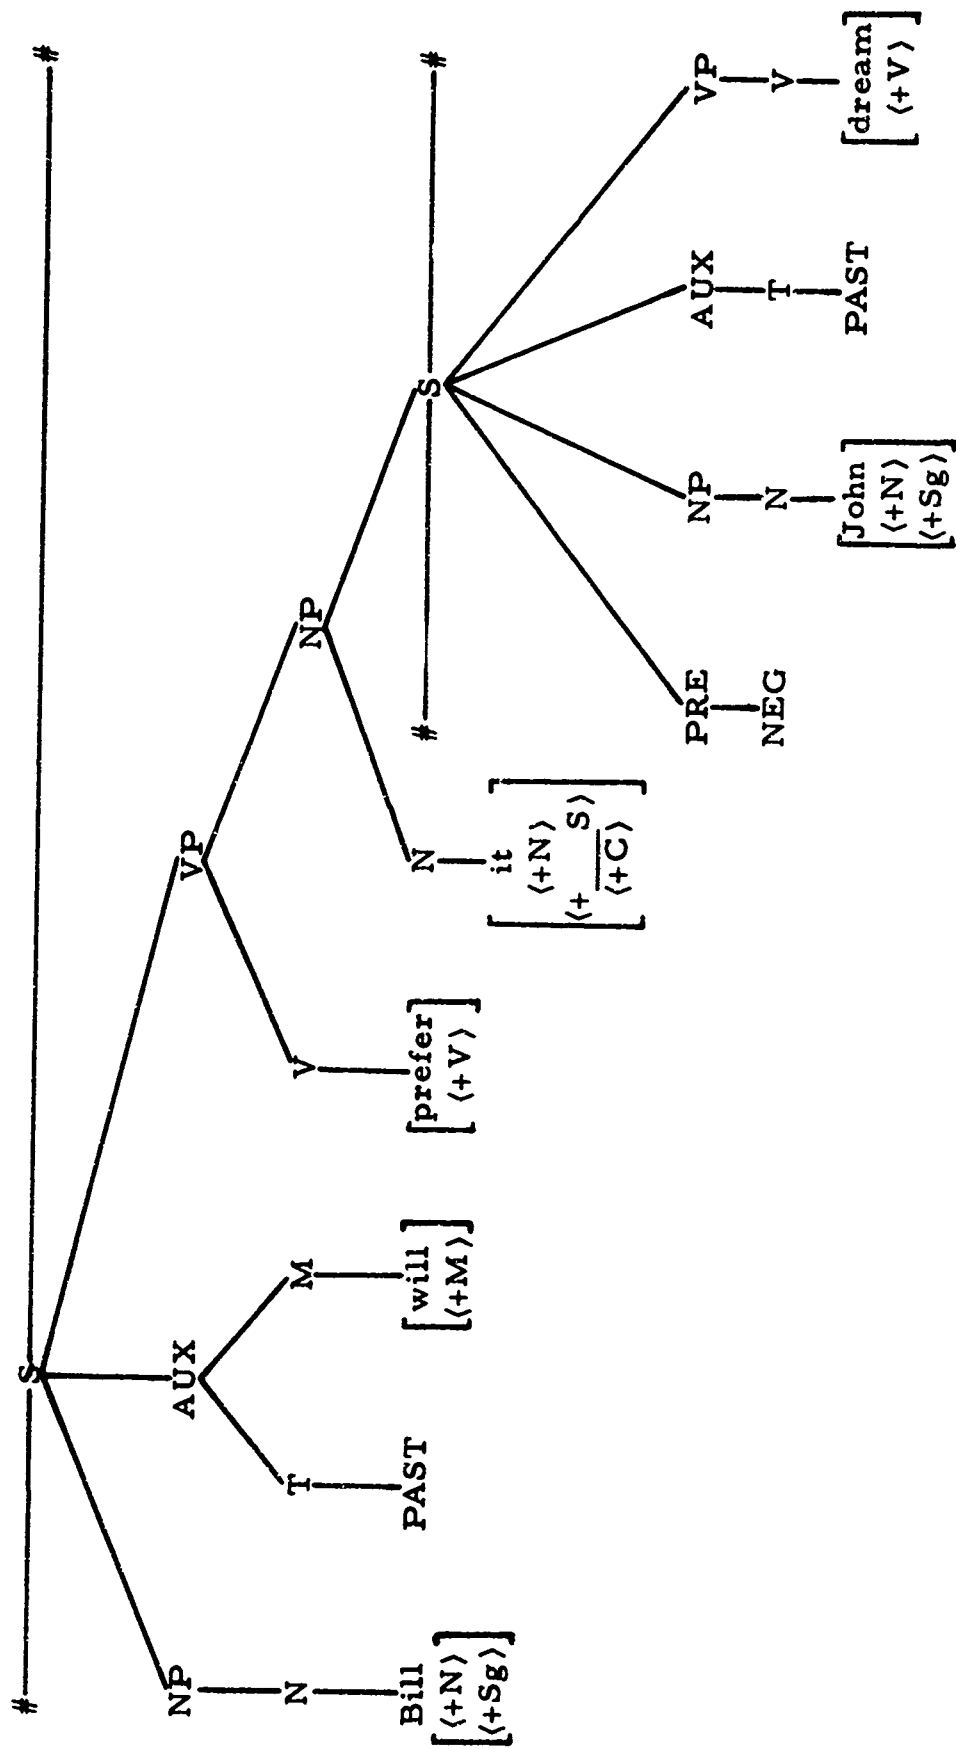 # S #
NP AUX VP
N T M V NP
Bill PAST [will] [prefer] N # S #
[⟨+N⟩] [⟨+M⟩] [⟨+V⟩] it
[⟨+Sg⟩] [⟨+N⟩]
⟨+ ___ S⟩
⟨+C⟩
PRE NP AUX VP
NEG N T V
[John] PAST [dream]
⟨+N⟩ ⟨+V⟩
⟨+Sg⟩